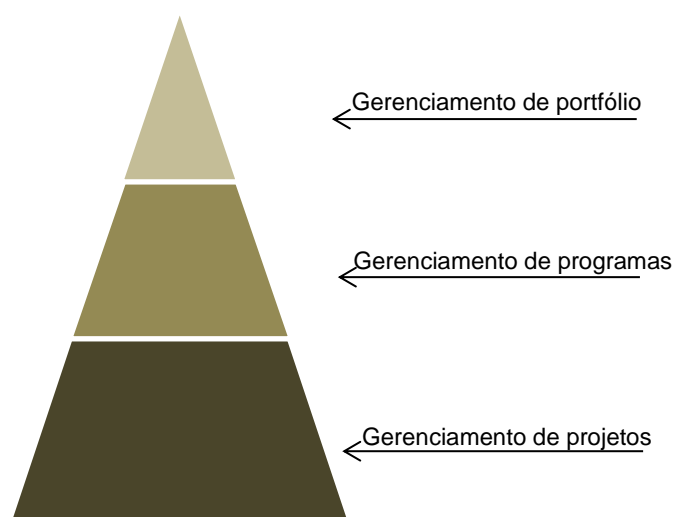 Gerenciamento de portfólio
Gerenciamento de programas
Gerenciamento de projetos